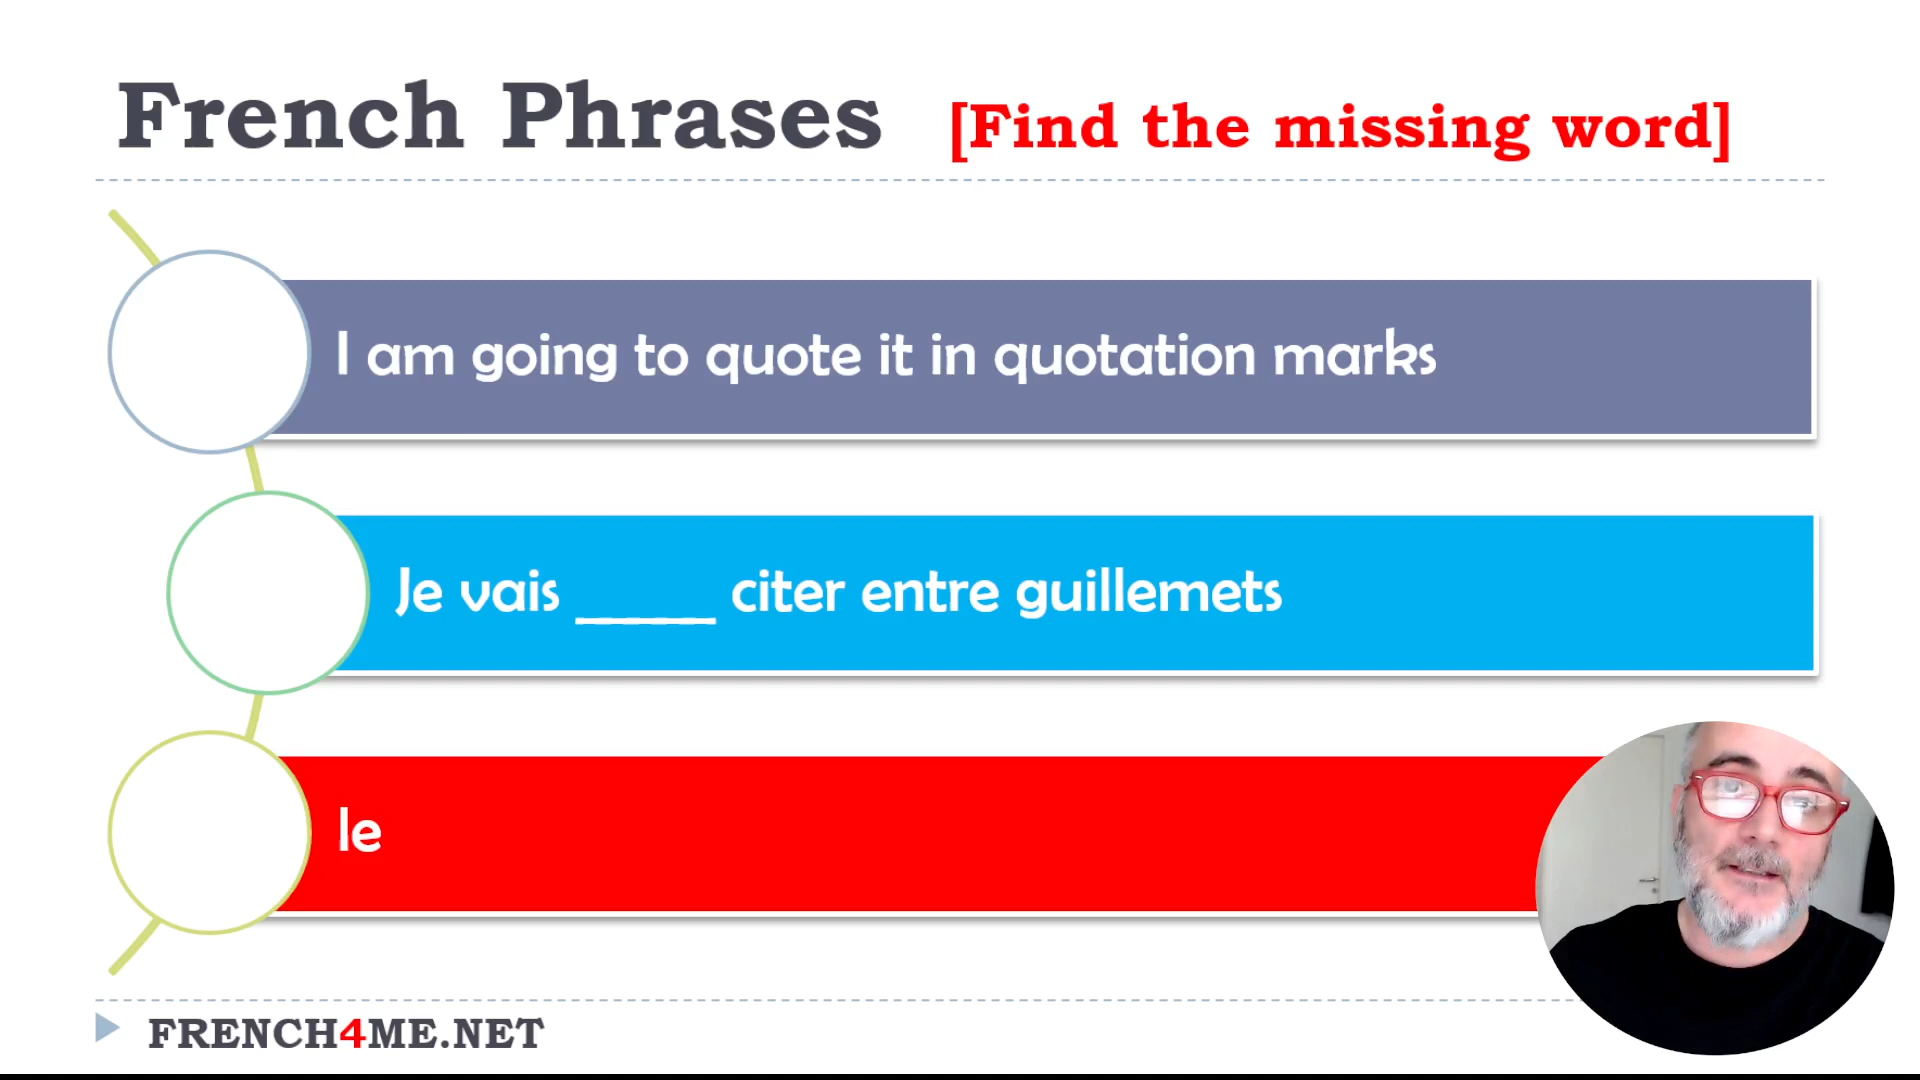 French Phrases [Find the missing word]
I am going to quote it in quotation marks
Je vais _____ citer entre guillemets
le
FRENCH4ME.NET